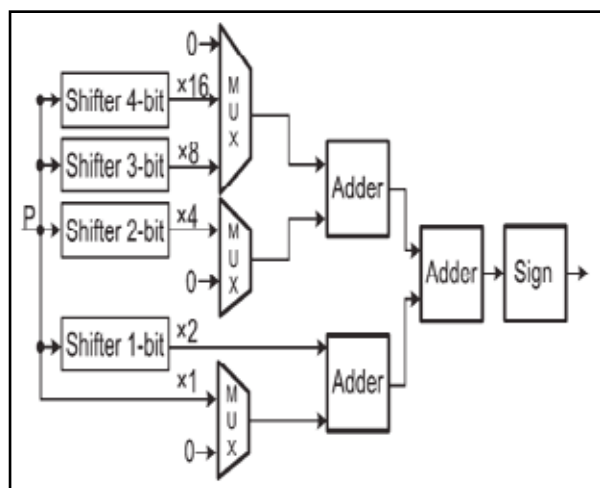 0
Shifter 4-bit
×16
M
U
X
Shifter 3-bit
×8
Adder
P
Shifter 2-bit
×4
M
U
X
0
Adder
Sign
Shifter 1-bit
×2
Adder
×1
M
U
X
0